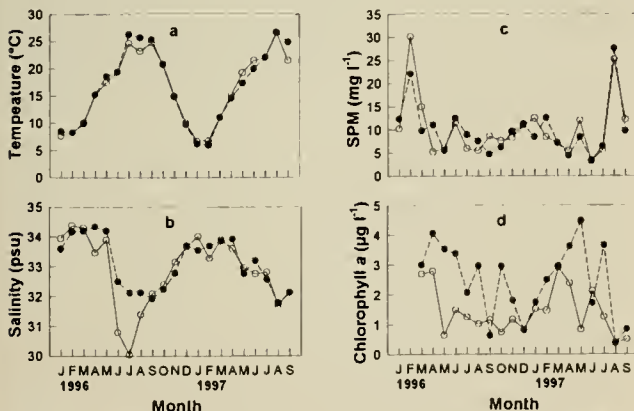 a
Tempeature (°C)
30
25
20
15
10
5
0
b
Salinity (psu)
35
34
33
32
31
30
J F M A M J J A S O N D J F M A M J J A S
1996 1997
Month
c
SPM (mg l-1)
35
30
25
20
15
10
5
0
d
Chlorophyll a (µg l-1)
5
4
3
2
1
0
J F M A M J J A S O N D J F M A M J J A S
1996 1997
Month